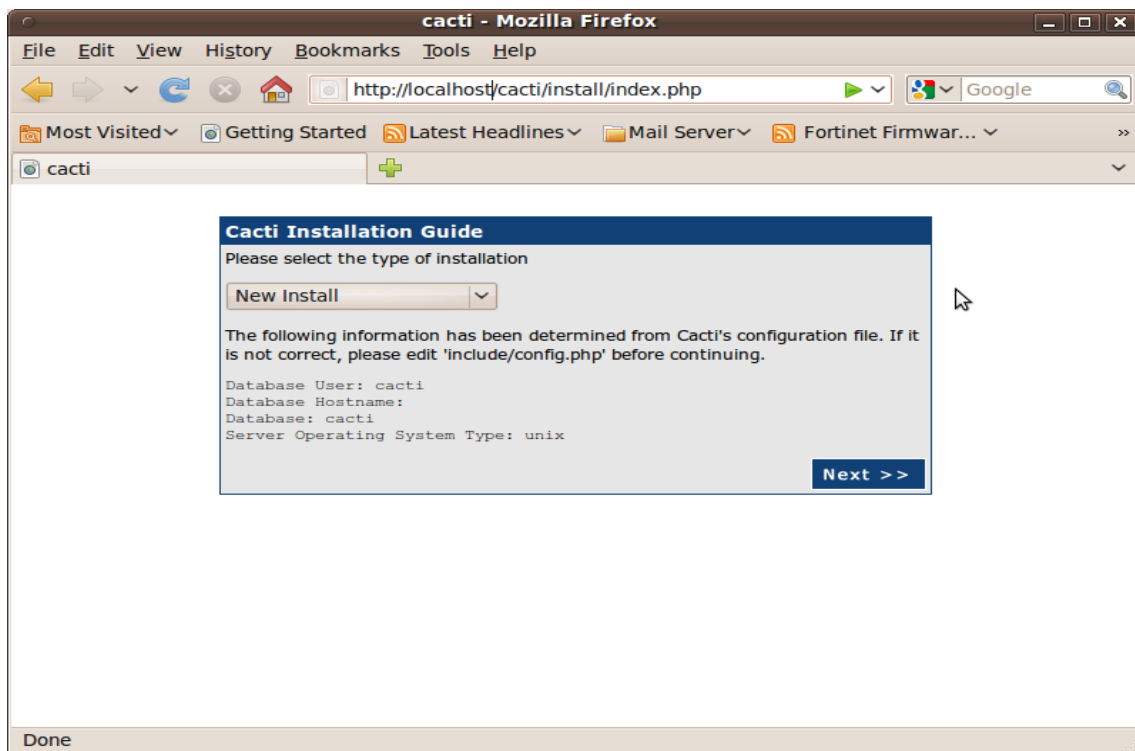 cacti - Mozilla Firefox
File Edit View History Bookmarks Tools Help
http://localhost/cacti/install/index.php Google
Most Visited Getting Started Latest Headlines Mail Server Fortinet Firmwar... »
cacti
Cacti Installation Guide
Please select the type of installation
New Install
The following information has been determined from Cacti's configuration file. If it
is not correct, please edit 'include/config.php' before continuing.
Database User: cacti
Database Hostname:
Database: cacti
Server Operating System Type: unix
Next >>
Done